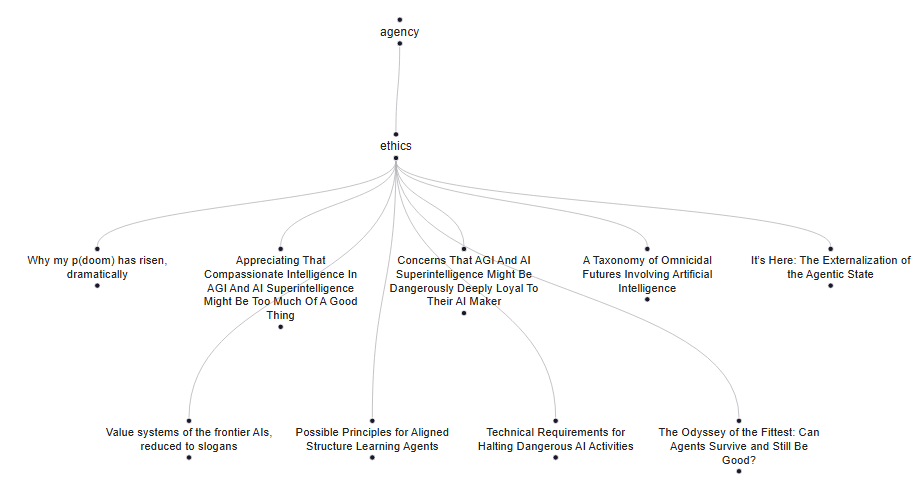 agency
ethics
Why my p(doom) has risen,
dramatically
Appreciating That
Compassionate Intelligence In
AGI And AI Superintelligence
Might Be Too Much Of A Good
Thing
Concerns That AGI And AI
Superintelligence Might Be
Dangerously Deeply Loyal To
Their AI Maker
A Taxonomy of Omnicidal
Futures Involving Artificial
Intelligence
It’s Here: The Externalization of
the Agentic State
Value systems of the frontier AIs,
reduced to slogans
Possible Principles for Aligned
Structure Learning Agents
Technical Requirements for
Halting Dangerous AI Activities
The Odyssey of the Fittest: Can
Agents Survive and Still Be
Good?